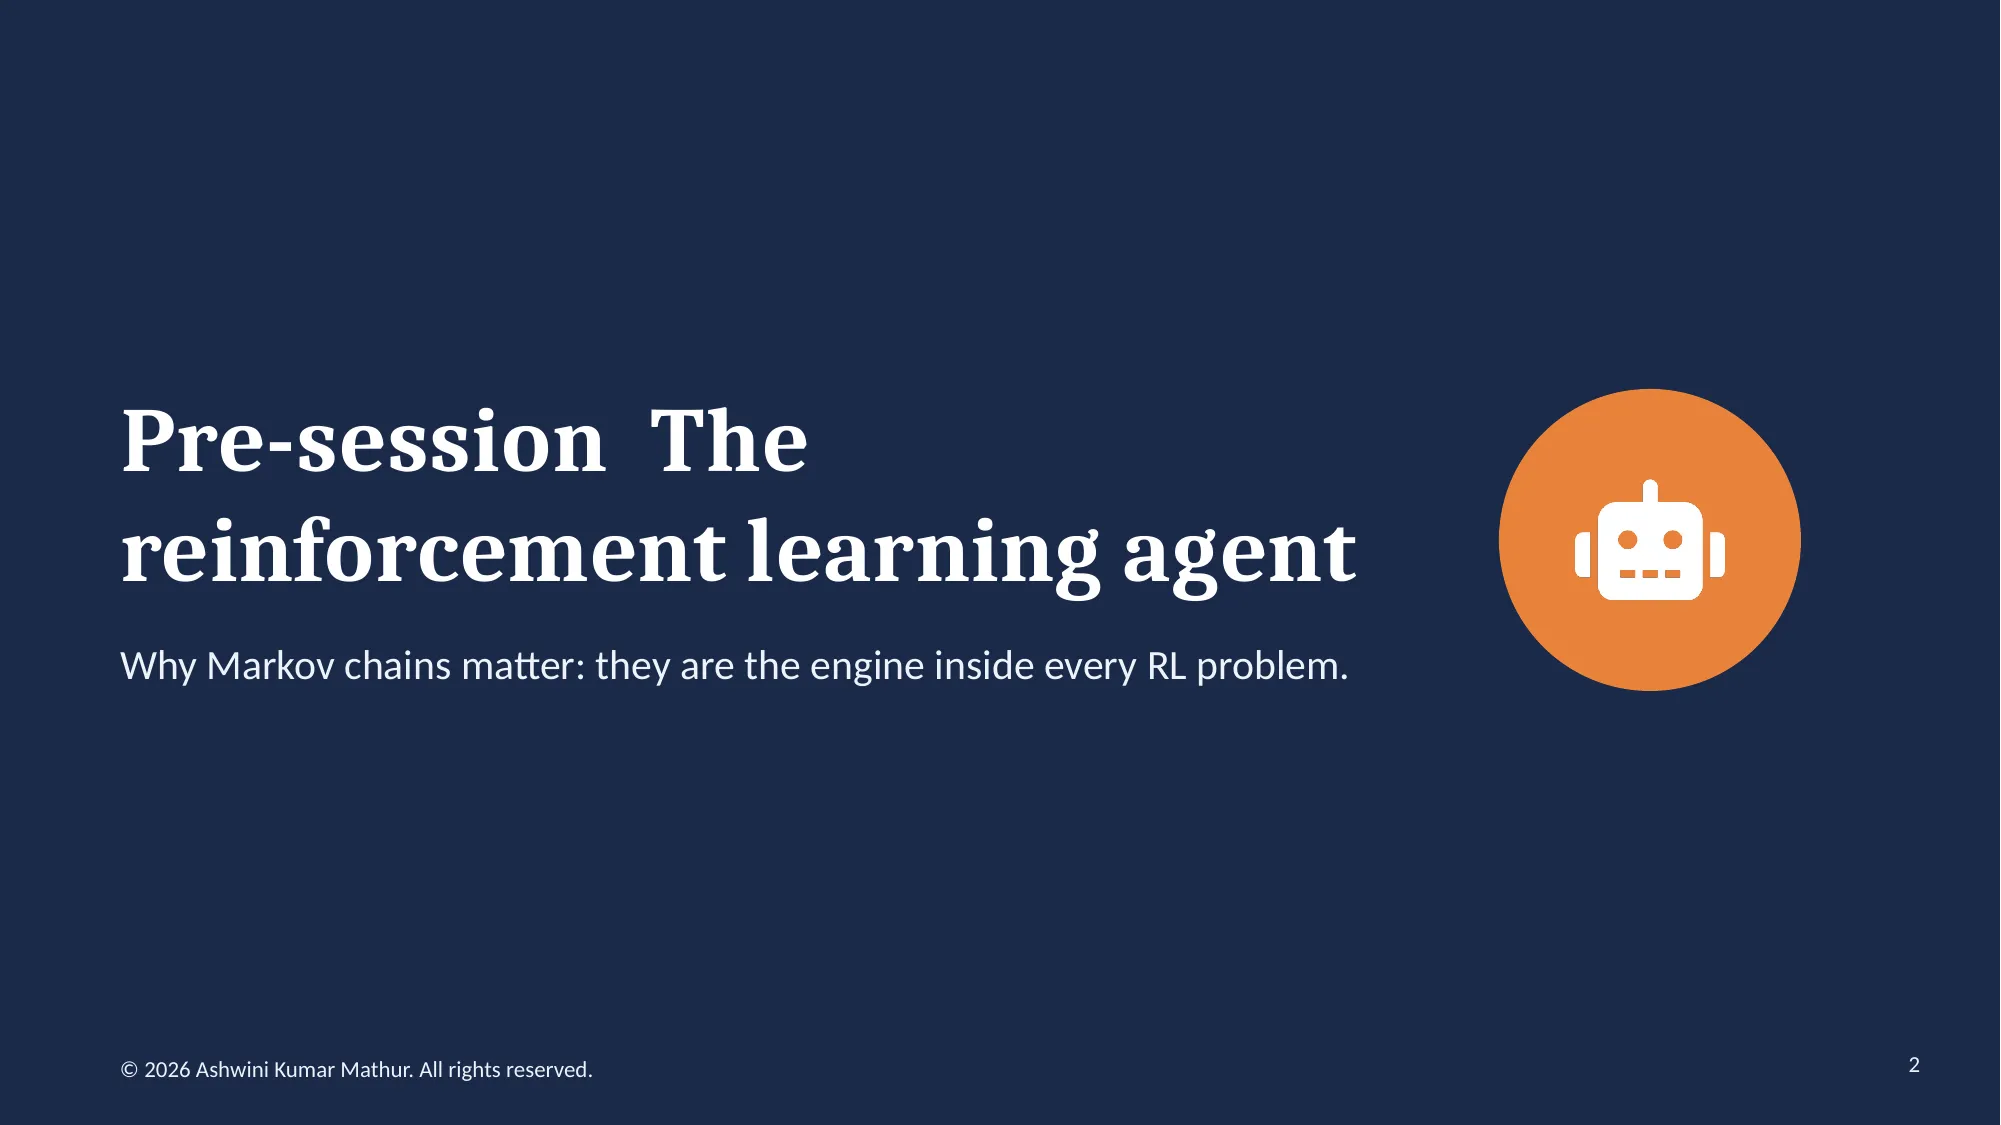 Pre-session  The
reinforcement learning agent
Why Markov chains matter: they are the engine inside every RL problem.
© 2026 Ashwini Kumar Mathur. All rights reserved.
2